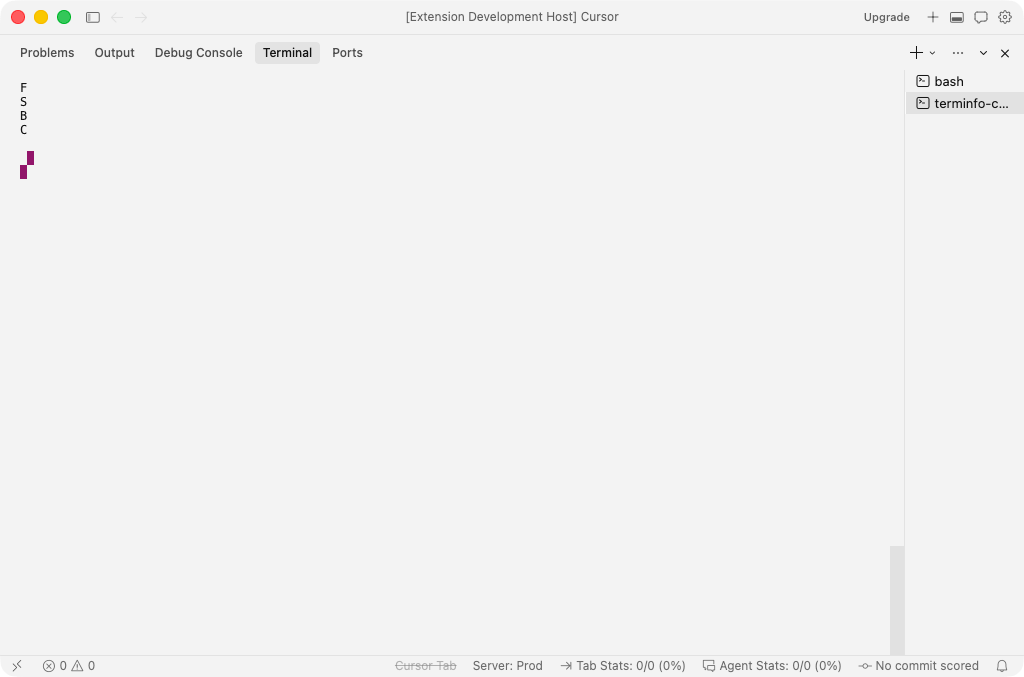 [Extension Development Host] Cursor
Upgrade
Problems Output Debug Console Terminal Ports
F
S
B
C
bash
terminfo-c...
0 0
Cursor Tab Server: Prod Tab Stats: 0/0 (0%) Agent Stats: 0/0 (0%) No commit scored